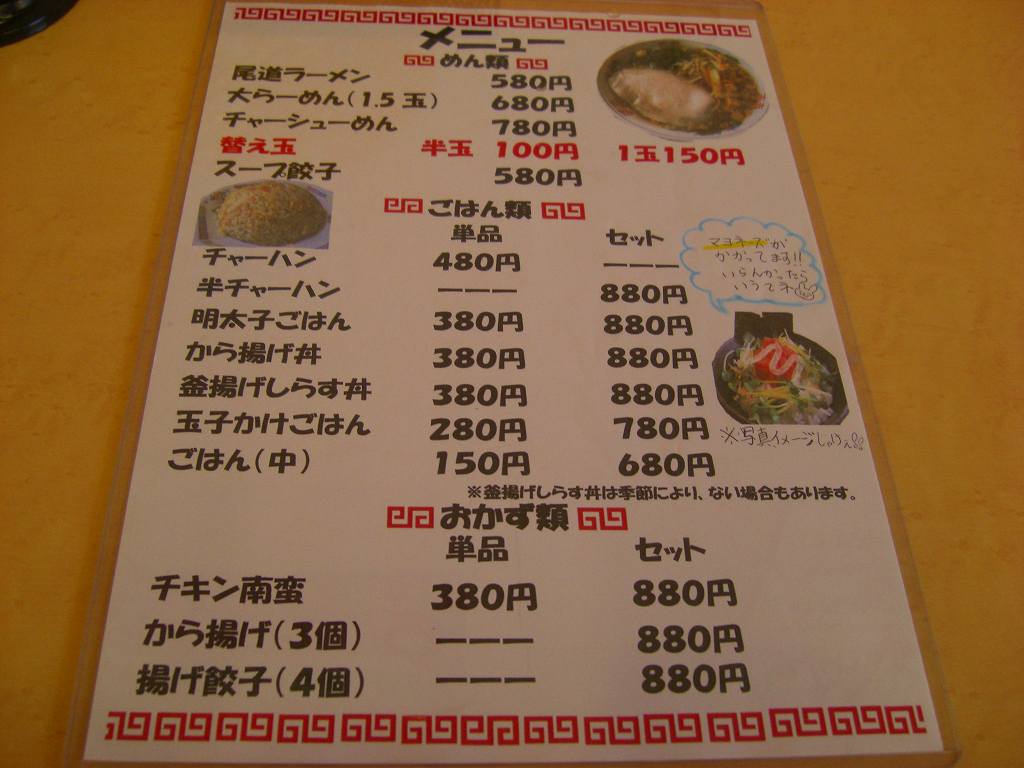 メニュー
めん類
尾道ラーメン 580円
大らーめん(1.5 玉) 680円
チャーシューめん 780円
替え玉 半玉 100円 1玉150円
スープ餃子 580円
ごはん類
単品 セット
チャーハン 480円 ーーー
半チャーハン ーーー 880円
明太子ごはん 380円 880円
から揚げ丼 380円 880円
釜揚げしらす丼 380円 880円
玉子かけごはん 280円 780円
ごはん(中) 150円 680円
マヨネーズが
かかってます!!
いらんかったら
いうてネ
※写真イメージじゃけぇ
※釜揚げしらす丼は季節により、ない場合もあります。
おかず類
単品 セット
チキン南蛮 380円 880円
から揚げ(3個) ーーー 880円
揚げ餃子(4個) ーーー 880円